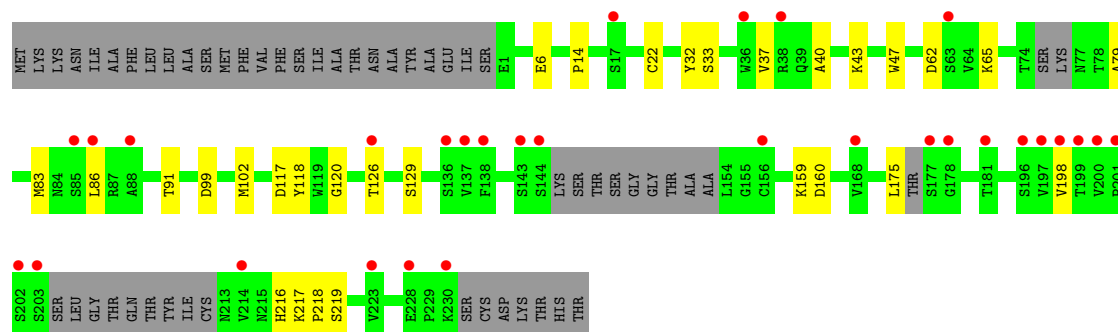 MET LYS LYS ASN ILE ALA PHE LEU LEU ALA SER MET PHE VAL PHE SER ILE ALA THR ASN ALA TYR ALA GLU ILE SER E1 E6 P14 S17 C22 Y32 S33 W36 V37 R38 Q39 A40 K43 W47 D62 S63 V64 K65 T74 SER LYS N77 T78 A79
M83 N84 S85 L86 R87 A88 T91 D99 M102 D117 Y118 W119 G120 T126 S129 S136 V137 F138 S143 S144 LYS SER THR SER GLY GLY THR ALA ALA L154 G155 C156 K159 D160 V168 L175 THR S177 G178 T181 S196 V197 V198 T199 V200 P201
S202 S203 SER LEU GLY THR GLN THR TYR ILE CYS N213 V214 N215 H216 K217 P218 S219 V223 E228 P229 K230 SER CYS ASP LYS THR HIS THR